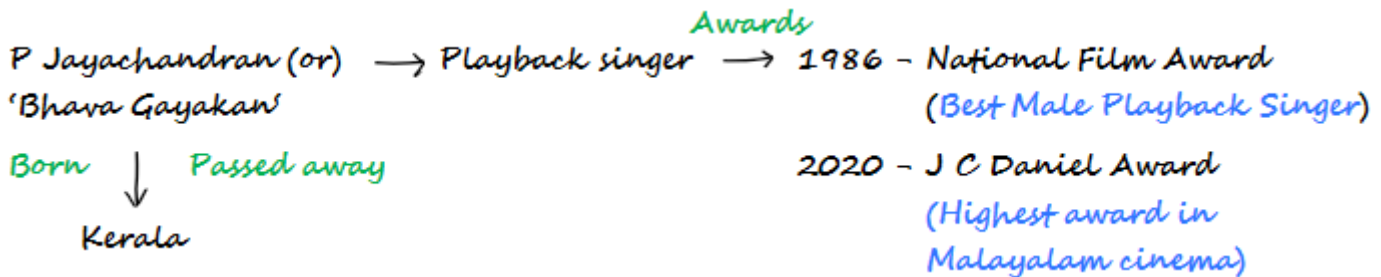 Awards
P Jayachandran (or) → Playback singer → 1986 - National Film Award
'Bhava Gayakan'
(Best Male Playback Singer)
Born ↓ Passed away
2020 - J C Daniel Award
Kerala
(Highest award in
Malayalam cinema)